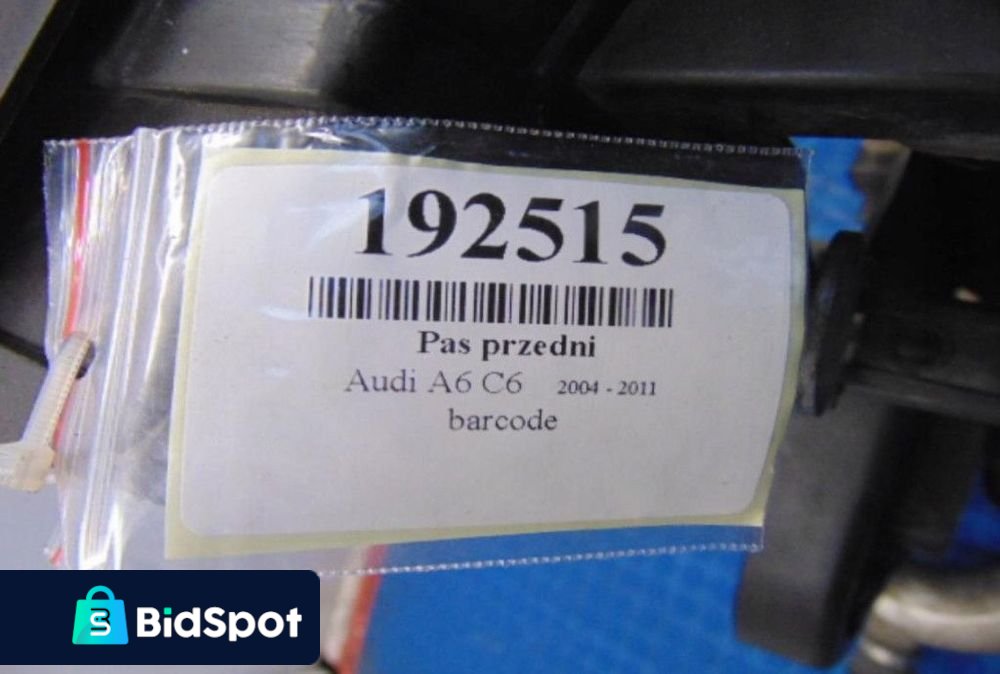 192515
Pas przedni
Audi A6 C6 2004 - 2011
barcode
BidSpot